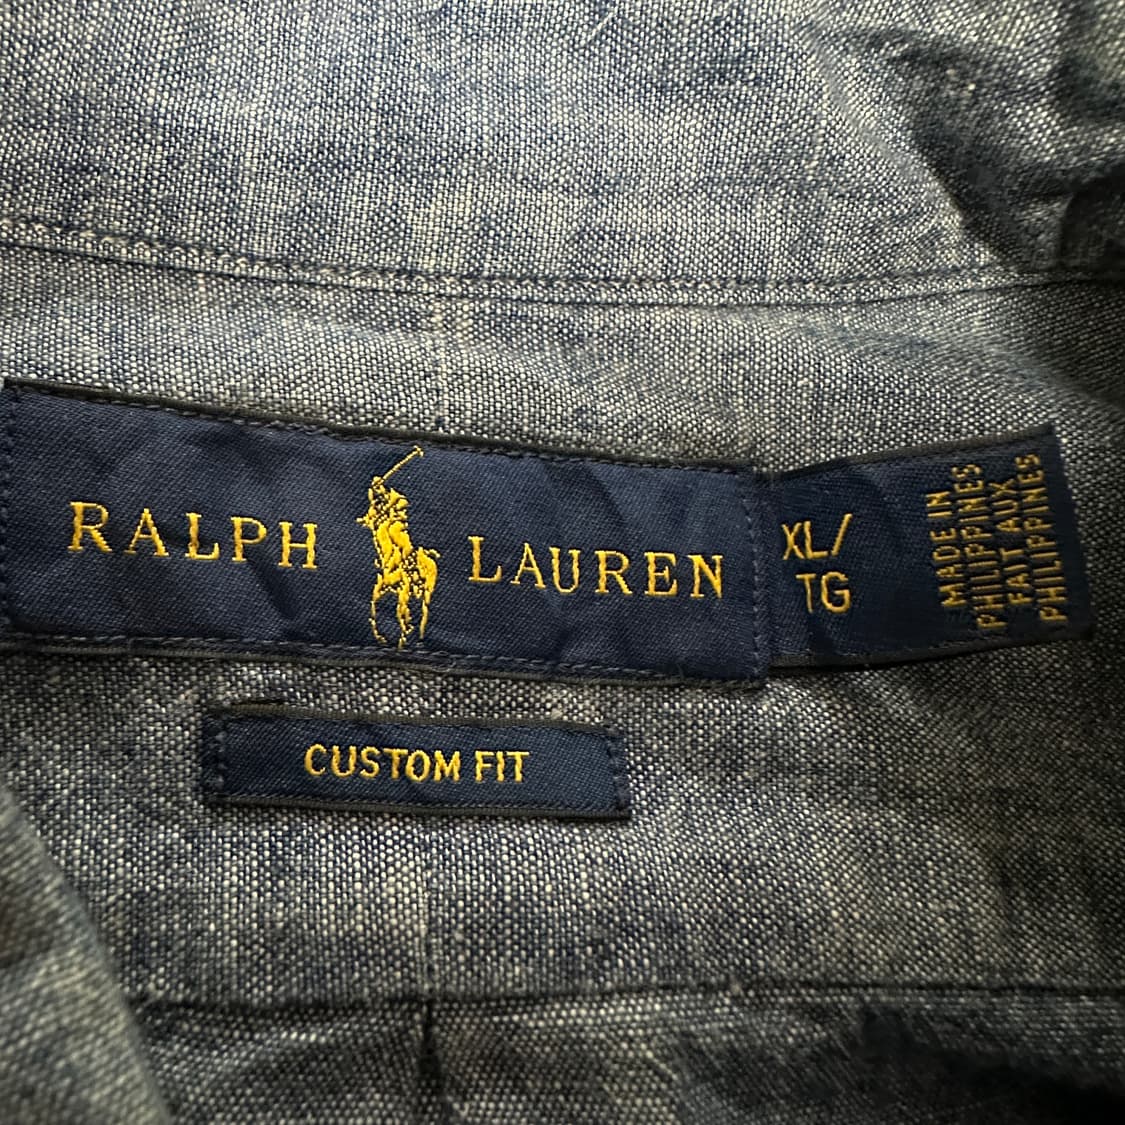 RALPH LAUREN
XL/
TG
MADE IN
PHILIPPINES
FAIT AUX
PHILIPPINES
CUSTOM FIT